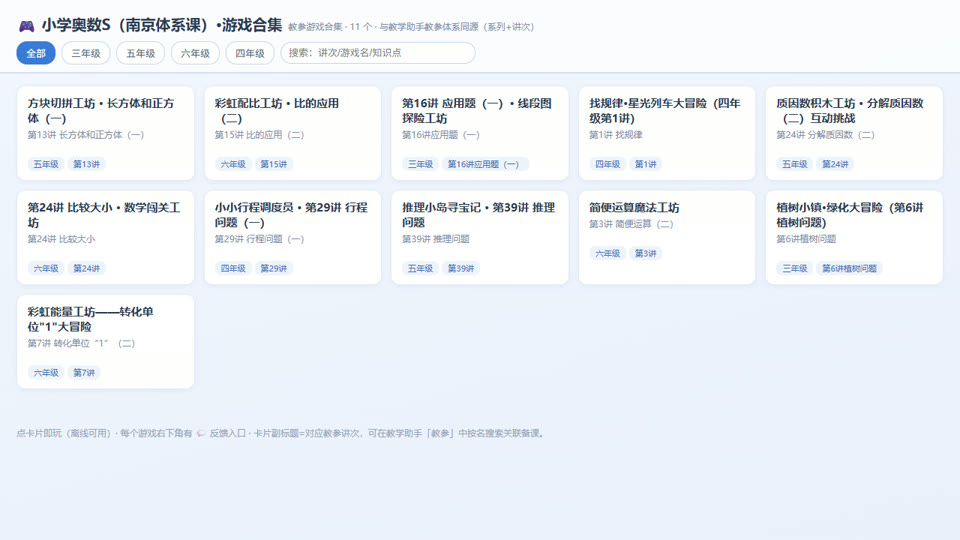 🎮 小学奥数S（南京体系课）•游戏合集 教参游戏合集 · 11 个 · 与教学助手教参体系同源（系列+讲次）
全部 三年级 五年级 六年级 四年级 搜索：讲次/游戏名/知识点
方块切拼工坊 • 长方体和正方
体（一）
第13讲 长方体和正方体（一）
五年级 第13讲
彩虹配比工坊 • 比的应用
（二）
第15讲 比的应用（二）
六年级 第15讲
第16讲 应用题（一）• 线段图
探险工坊
第16讲应用题（一）
三年级 第16讲应用题（一）
找规律•星光列车大冒险（四年
级第1讲）
第1讲 找规律
四年级 第1讲
质因数积木工坊 • 分解质因数
（二）互动挑战
第24讲 分解质因数（二）
五年级 第24讲
第24讲 比较大小 • 数学闯关工
坊
第24讲 比较大小
六年级 第24讲
小小行程调度员 • 第29讲 行程
问题（一）
第29讲 行程问题（一）
四年级 第29讲
推理小岛寻宝记 • 第39讲 推理
问题
第39讲 推理问题
五年级 第39讲
简便运算魔法工坊
第3讲 简便运算（二）
六年级 第3讲
植树小镇•绿化大冒险（第6讲
植树问题）
第6讲植树问题
三年级 第6讲植树问题
彩虹能量工坊——转化单
位"1"大冒险
第7讲 转化单位“1”（二）
六年级 第7讲
点卡片即玩（离线可用）· 每个游戏右下角有 反馈入口 · 卡片副标题=对应教参讲次，可在教学助手「教参」中按名搜索关联备课。